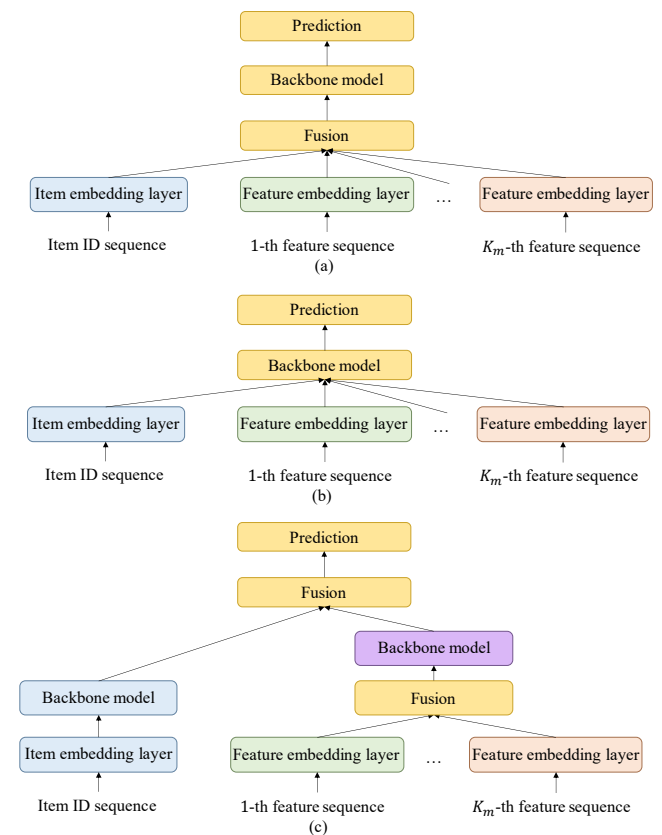 Prediction
Backbone model
Fusion
Item embedding layer Feature embedding layer ... Feature embedding layer
Item ID sequence 1-th feature sequence $K_m$-th feature sequence
(a)
Prediction
Backbone model
Item embedding layer Feature embedding layer ... Feature embedding layer
Item ID sequence 1-th feature sequence $K_m$-th feature sequence
(b)
Prediction
Fusion
Backbone model
Backbone model Fusion
Item embedding layer Feature embedding layer ... Feature embedding layer
Item ID sequence 1-th feature sequence $K_m$-th feature sequence
(c)